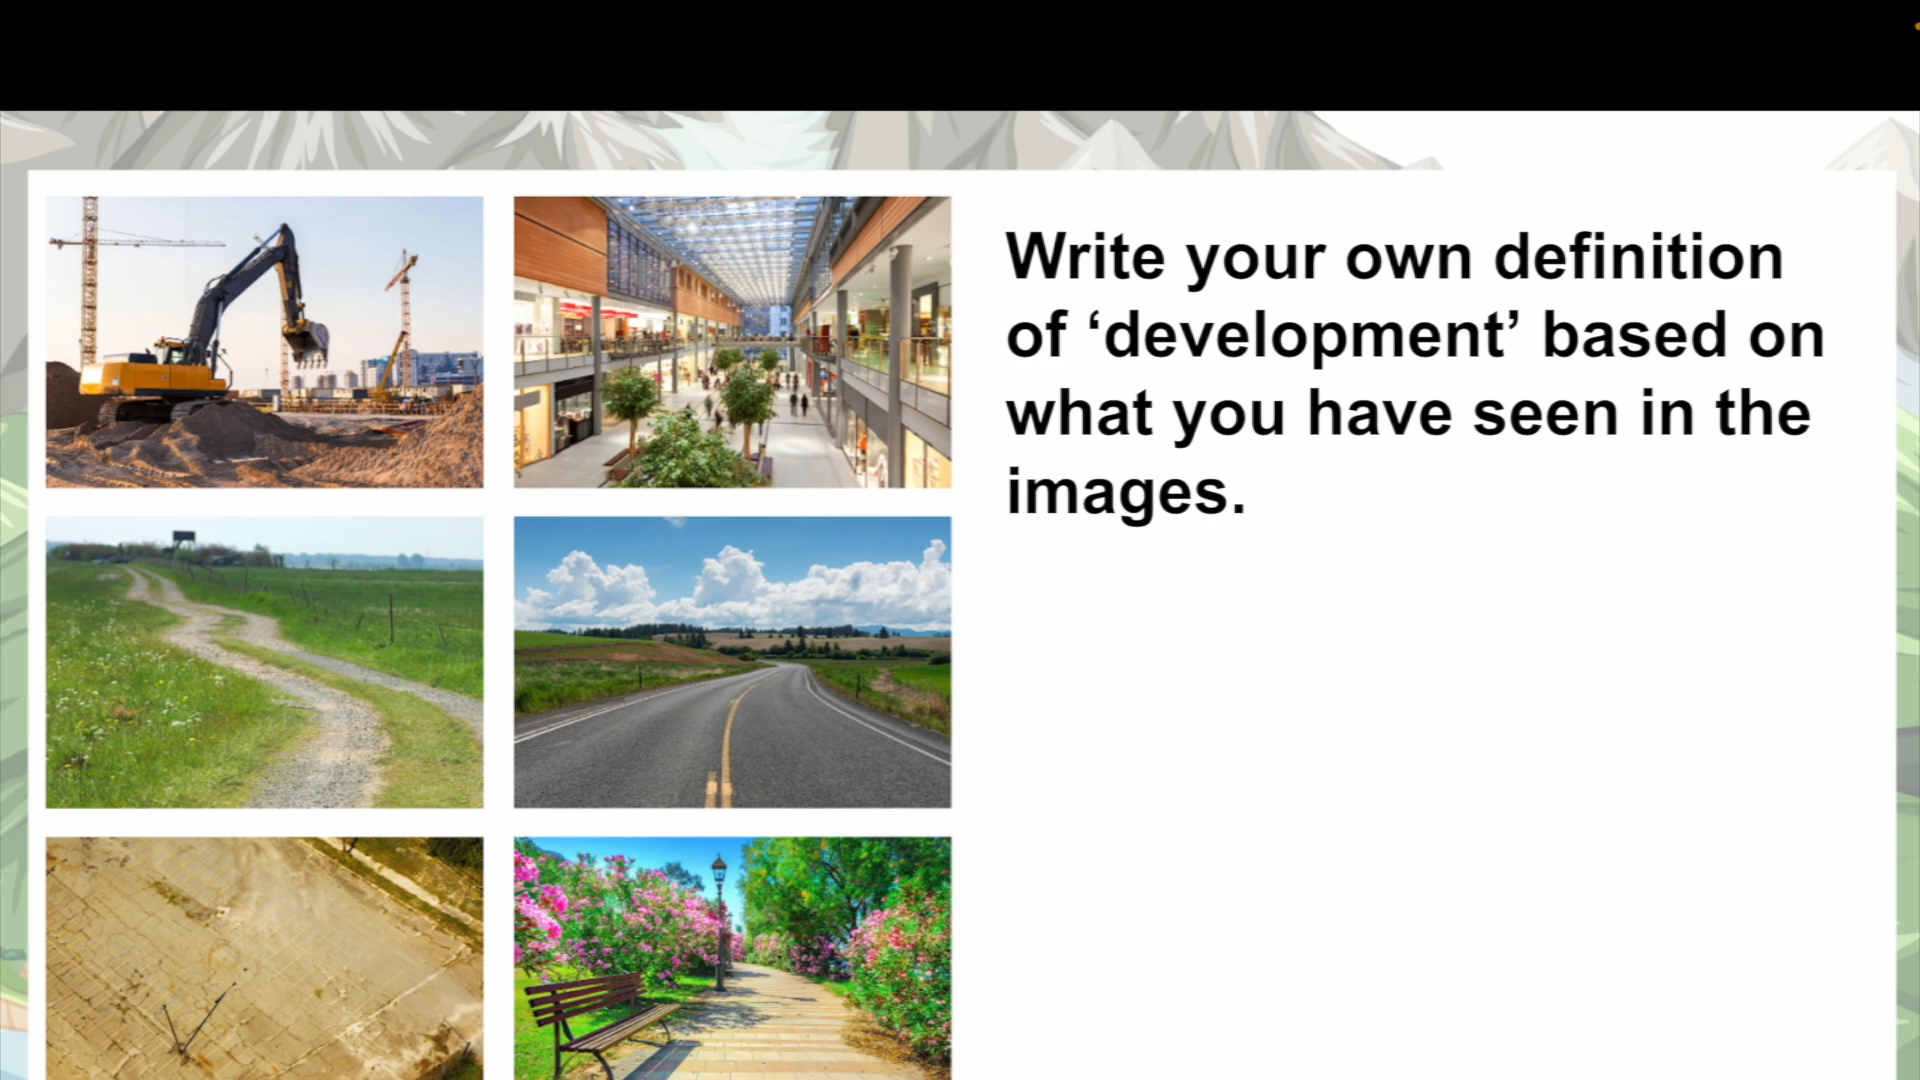 Write your own definition
of ‘development’ based on
what you have seen in the
images.